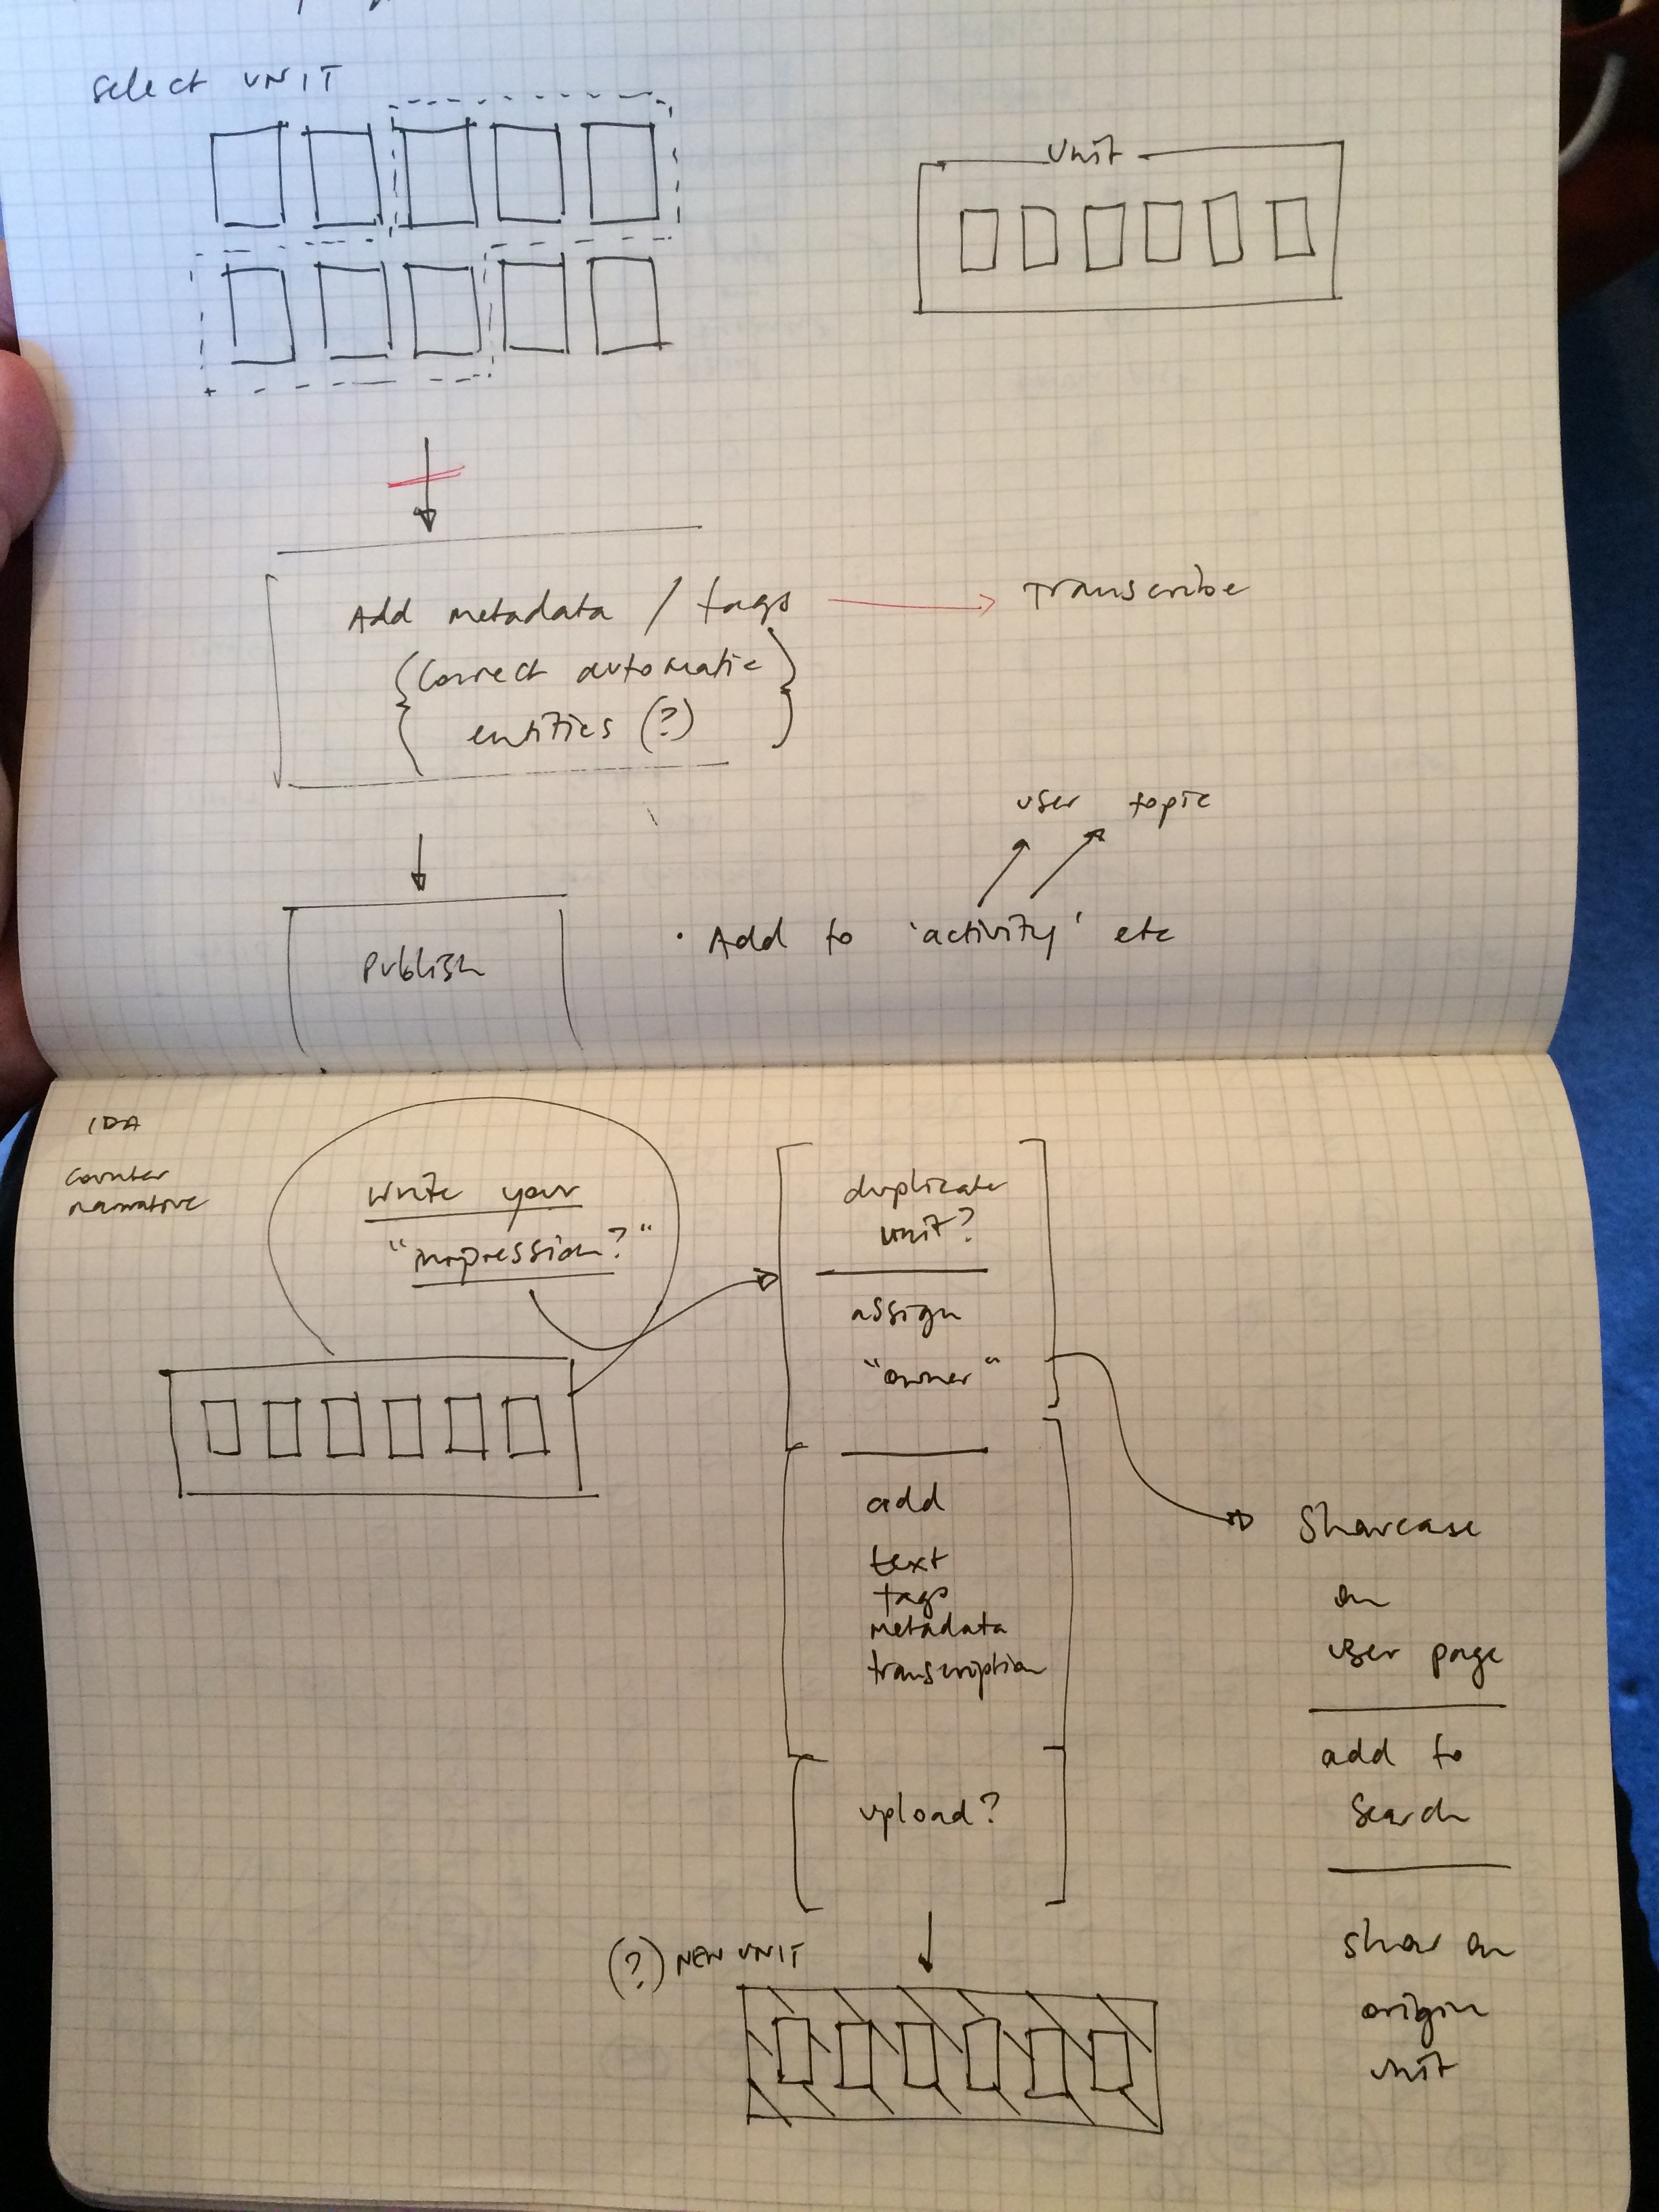 select UNIT
Unit
Add metadata / tags
Transcribe
{Correct automatic
entities (?)}
user topic
Publish
· Add to 'activity' etc
IDA
counter
narrative
write your
"impression?"
duplicate
unit?
assign
"owner"
add
text
tags
metadata
transcription
upload?
(?) NEW UNIT
Showcase
on
user page
add to
Search
show on
origin
unit